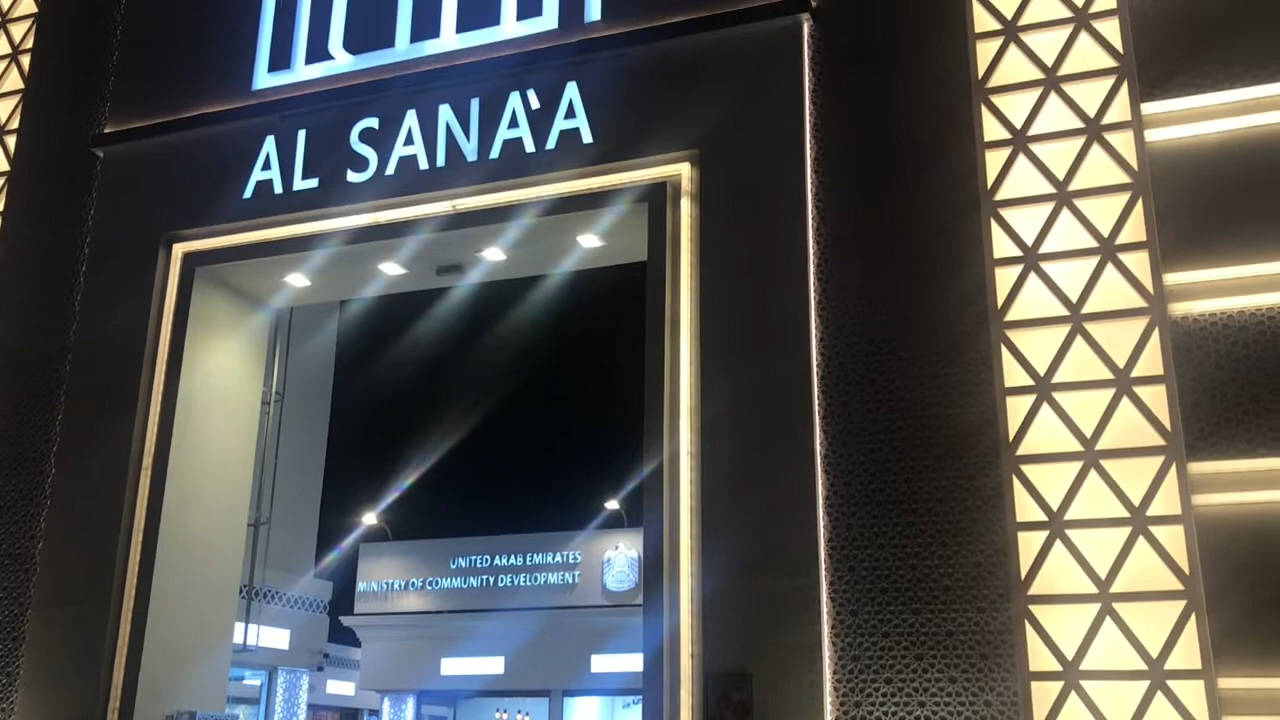 AL SANA'A
UNITED ARAB EMIRATES
MINISTRY OF COMMUNITY DEVELOPMENT